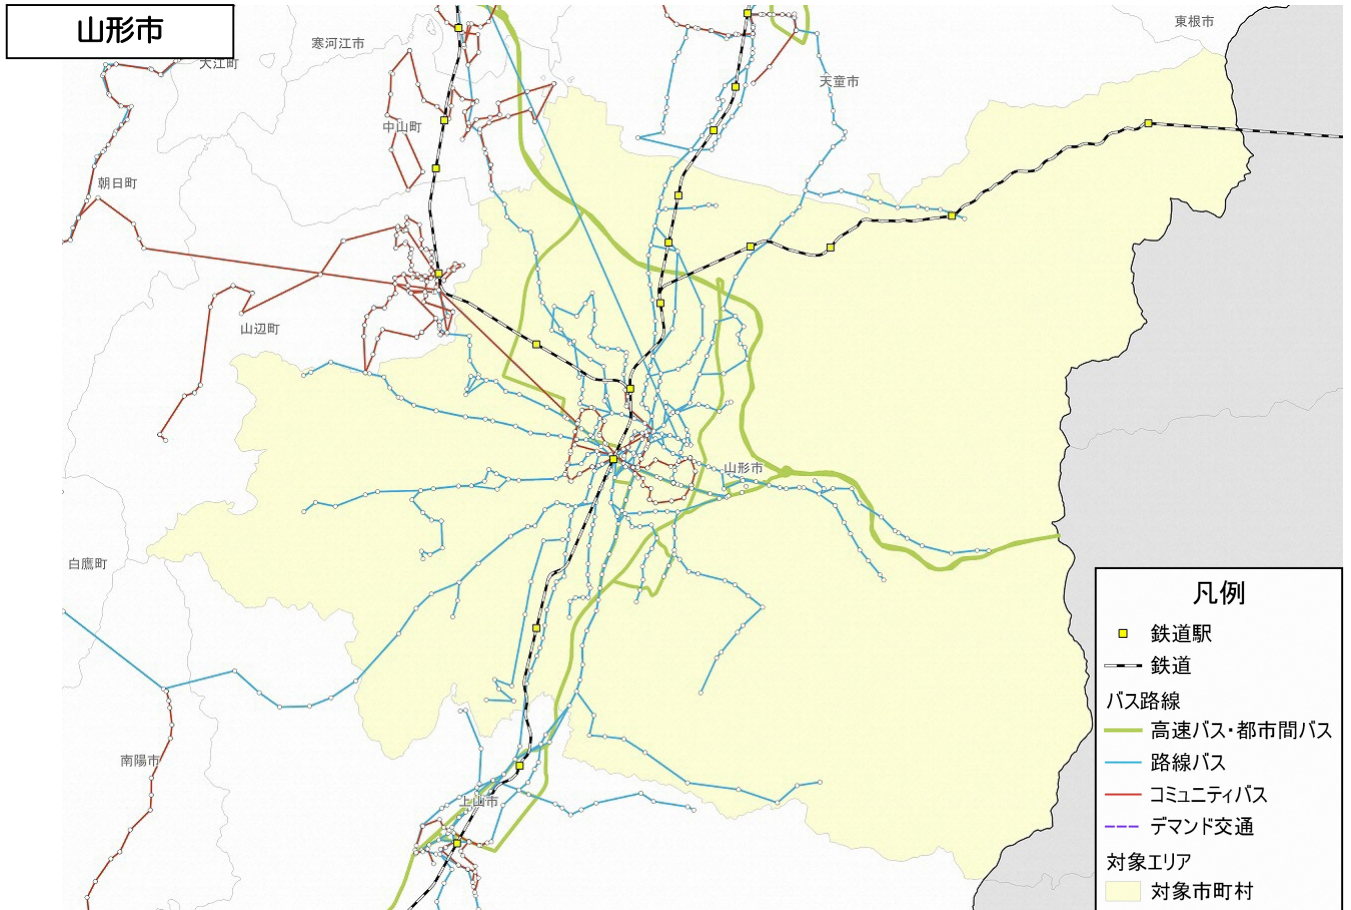 山形市
東根市
寒河江市
大江町
天童市
中山町
朝日町
山辺町
山形市
白鷹町
南陽市
上山市
凡例
鉄道駅
鉄道
バス路線
高速バス・都市間バス
路線バス
コミュニティバス
デマンド交通
対象エリア
対象市町村